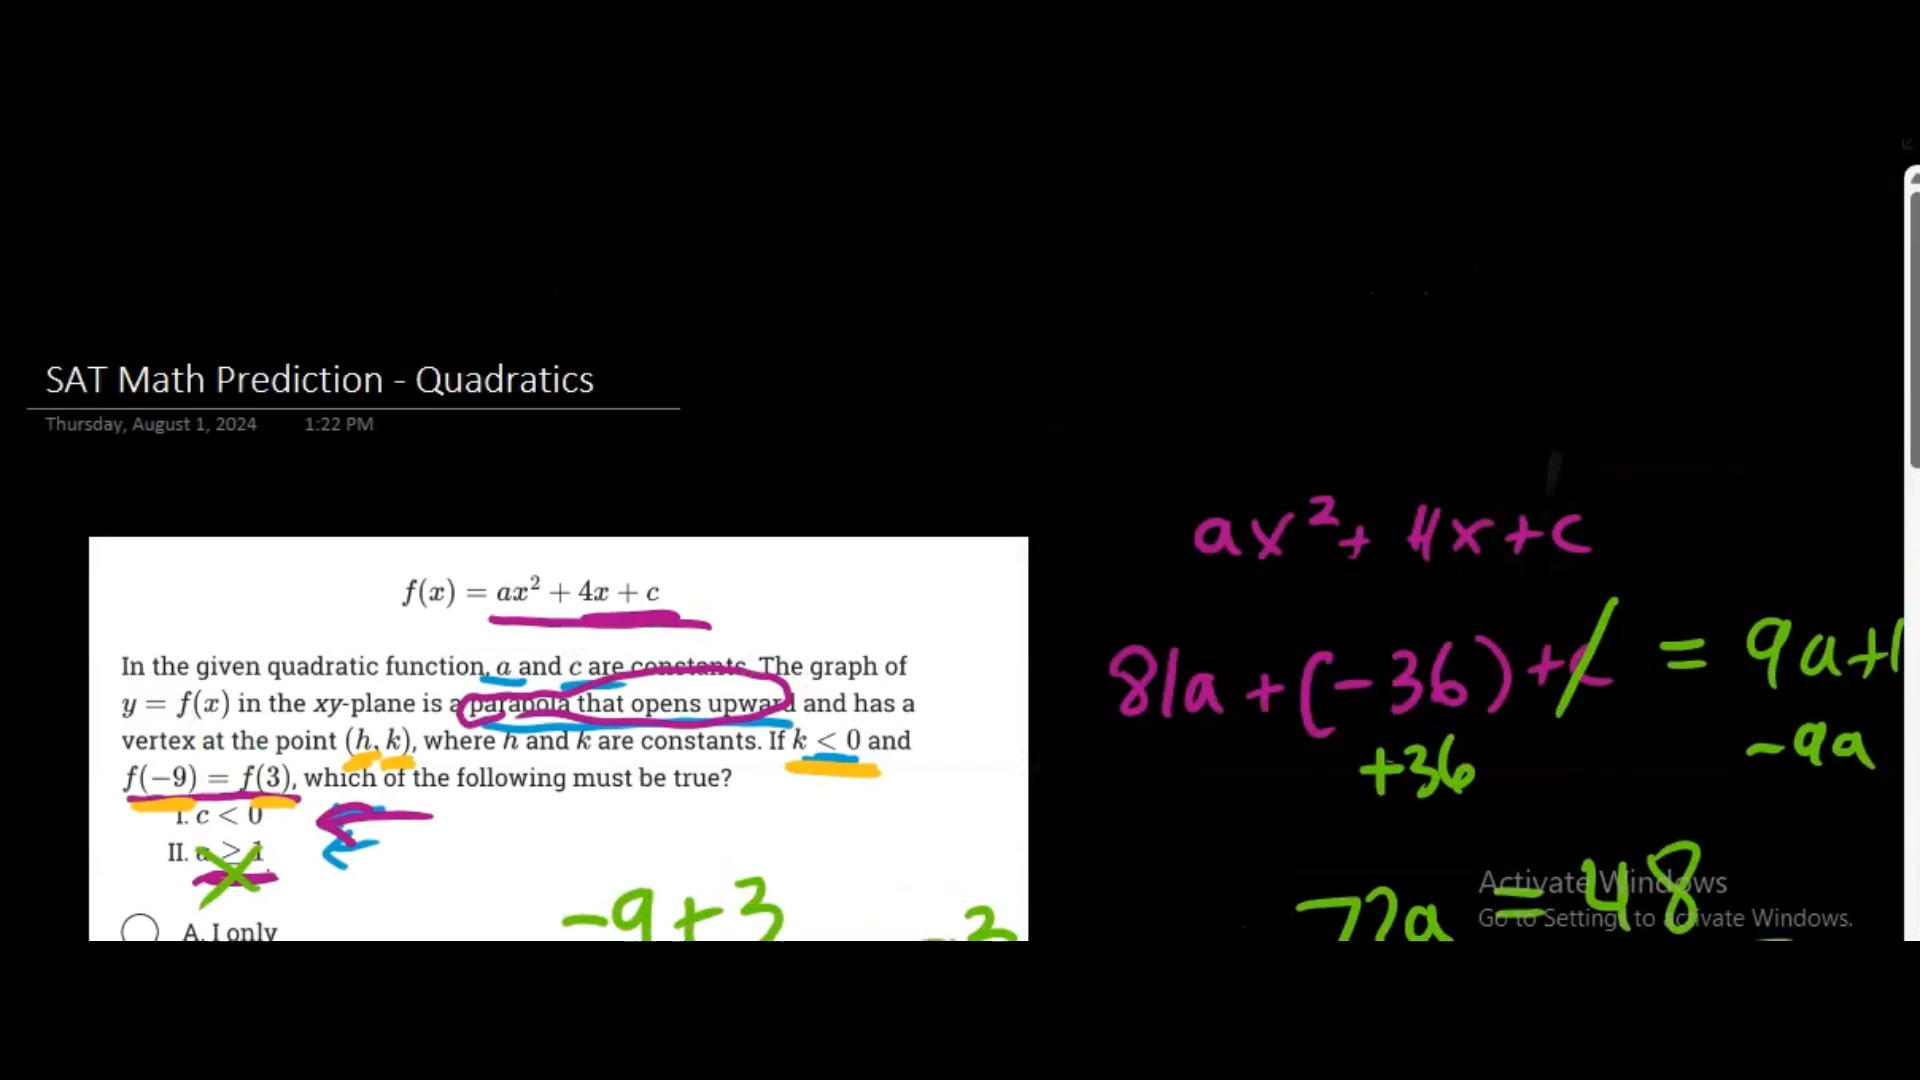 SAT Math Prediction - Quadratics
Thursday, August 1, 2024 1:22 PM
f(x) = ax² + 4x + c
In the given quadratic function, a and c are constants. The graph of
y = f(x) in the xy-plane is a parabola that opens upward and has a
vertex at the point (h, k), where h and k are constants. If k < 0 and
f(−9) = f(3), which of the following must be true?
I. c < 0
II. a ≥ 1
A. I only
-9+3
ax²+ 4x+c
81a+(-36)+c = 9a+
+36 -9a
72a = 48
Activate Windows
Go to Settings to activate Windows.